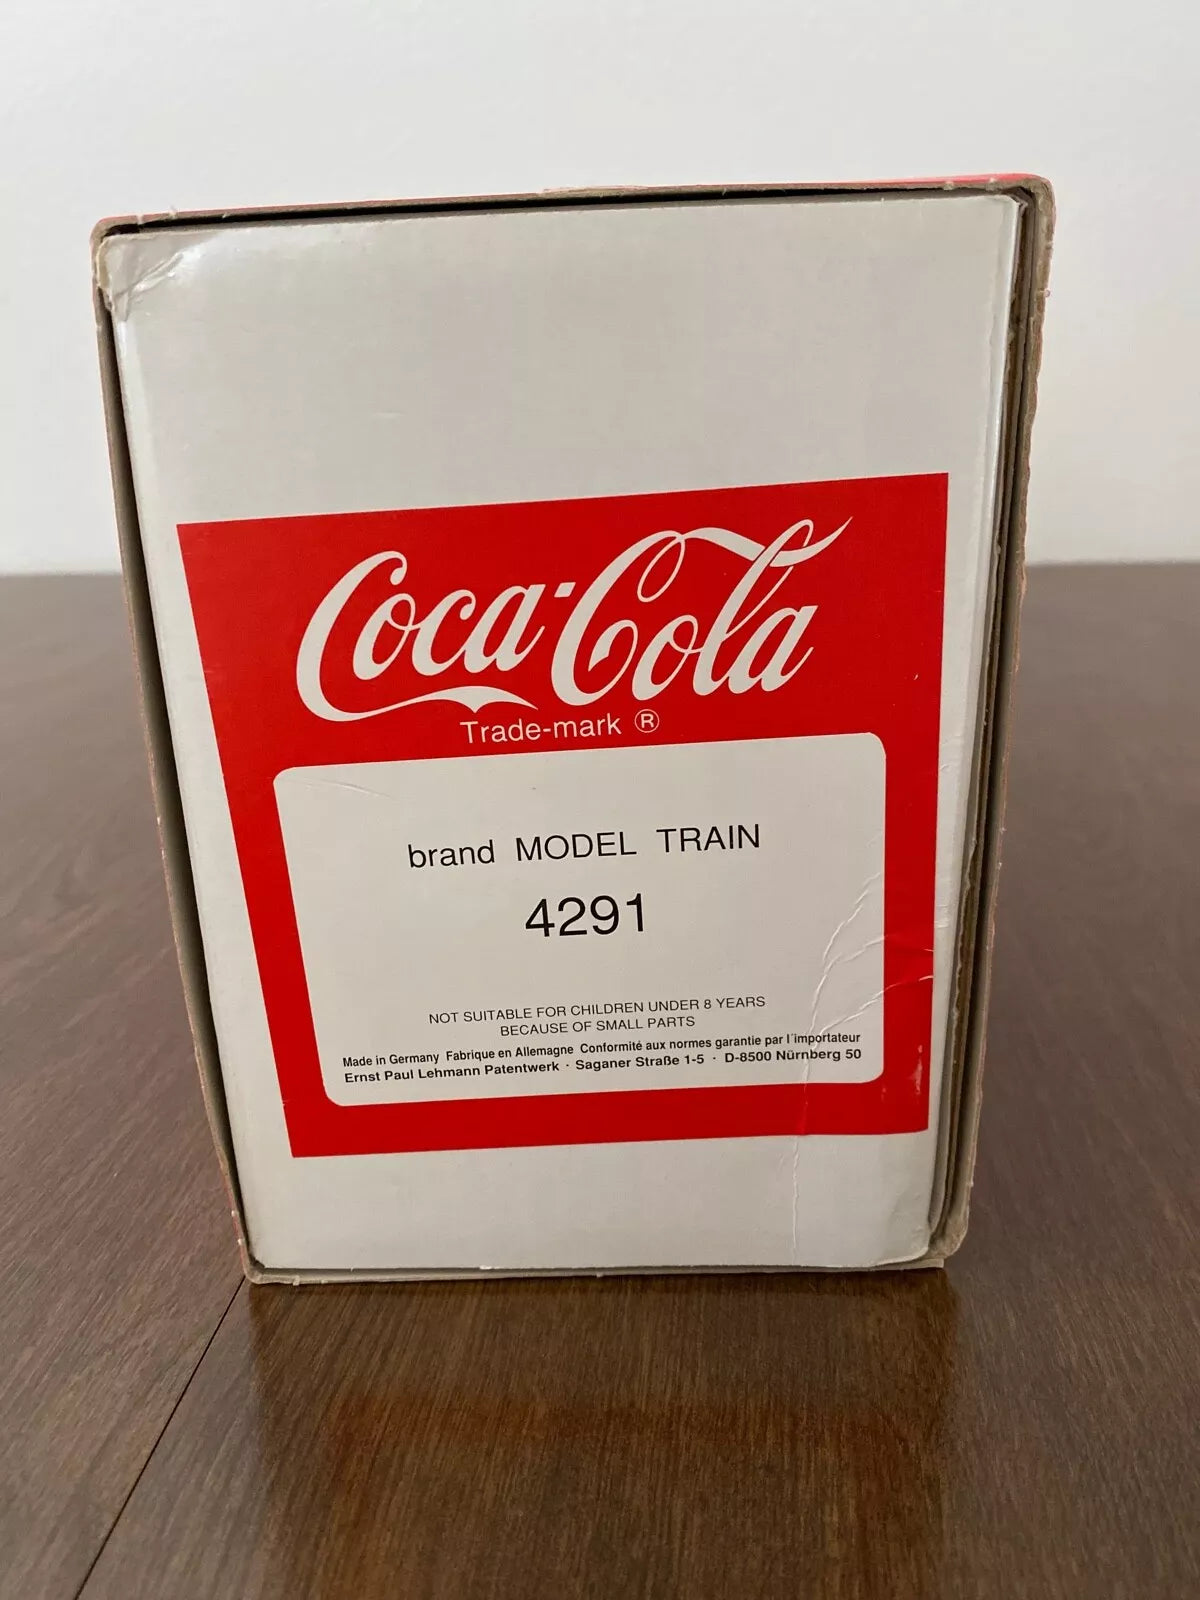 Coca-Cola
Trade-mark ®
brand MODEL TRAIN
4291
NOT SUITABLE FOR CHILDREN UNDER 8 YEARS
BECAUSE OF SMALL PARTS
Made in Germany Fabrique en Allemagne Conformité aux normes garantie par l´importateur
Ernst Paul Lehmann Patentwerk · Saganer Straße 1-5 · D-8500 Nürnberg 50